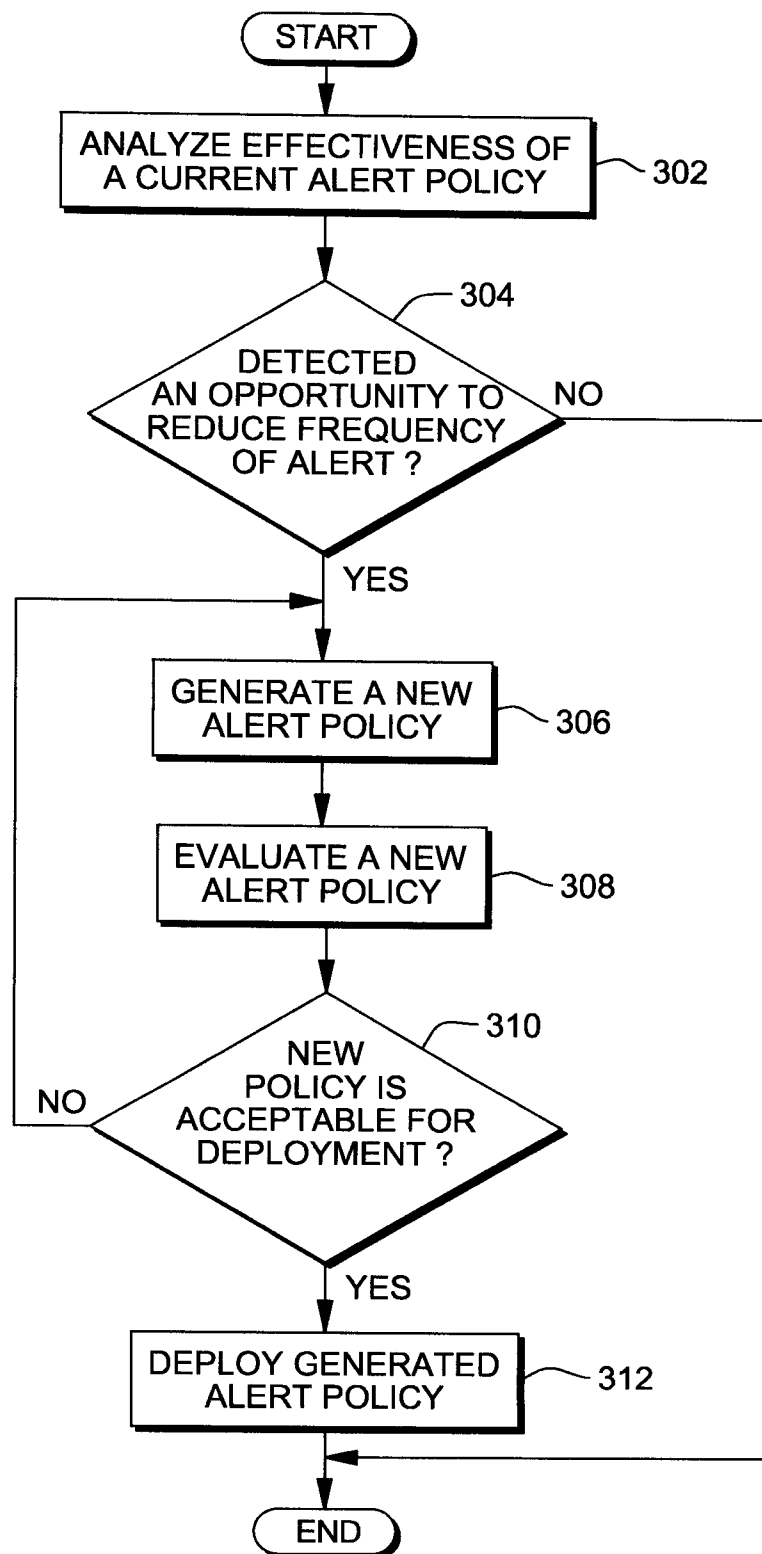 START
ANALYZE EFFECTIVENESS OF
A CURRENT ALERT POLICY
302
304
DETECTED
AN OPPORTUNITY TO
REDUCE FREQUENCY
OF ALERT ?
NO
YES
GENERATE A NEW
ALERT POLICY
306
EVALUATE A NEW
ALERT POLICY
308
310
NEW
POLICY IS
ACCEPTABLE FOR
DEPLOYMENT ?
NO
YES
DEPLOY GENERATED
ALERT POLICY
312
END